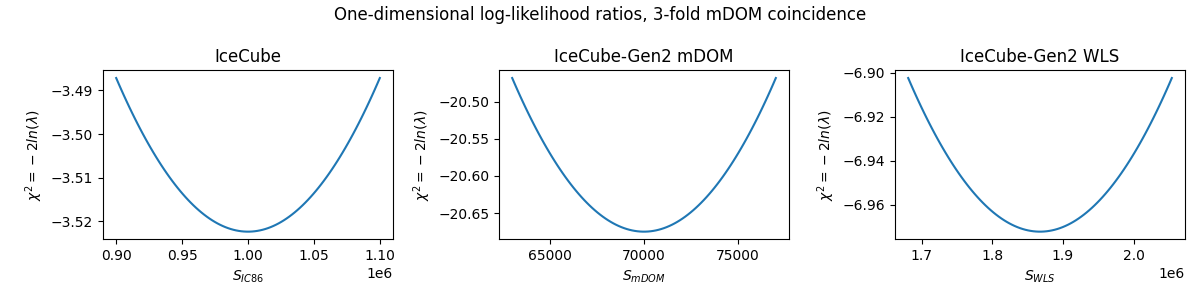 One-dimensional log-likelihood ratios, 3-fold mDOM coincidence
IceCube
−3.49
−3.50
−3.51
−3.52
χ² = −2ln(λ)
0.90 0.95 1.00 1.05 1.10
1e6
S_IC86
IceCube-Gen2 mDOM
−20.50
−20.55
−20.60
−20.65
χ² = −2ln(λ)
65000 70000 75000
S_mDOM
IceCube-Gen2 WLS
−6.90
−6.92
−6.94
−6.96
χ² = −2ln(λ)
1.7 1.8 1.9 2.0
1e6
S_WLS